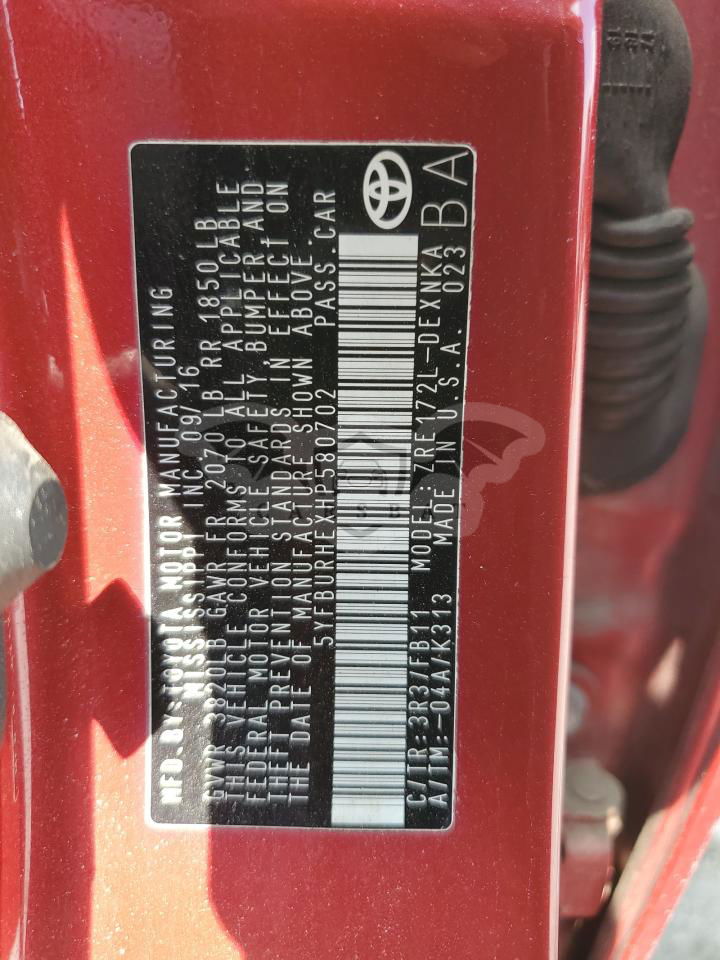 MFD. BY: TOYOTA MOTOR MANUFACTURING
MISSISSIPPI INC. 09/16
GVWR 3820LB GAWR FR 2070LB RR 1850LB
THIS VEHICLE CONFORMS TO ALL APPLICABLE
FEDERAL MOTOR VEHICLE SAFETY, BUMPER AND
THEFT PREVENTION STANDARDS IN EFFECT ON
THE DATE OF MANUFACTURE SHOWN ABOVE.
5YFBURHEXHP580702 PASS. CAR
C/TR: 3R3/FB11 MODEL: ZRE172L-DEXNKA
A/TM: -04A/K313 MADE IN U.S.A. 023
BA
CARSBAT